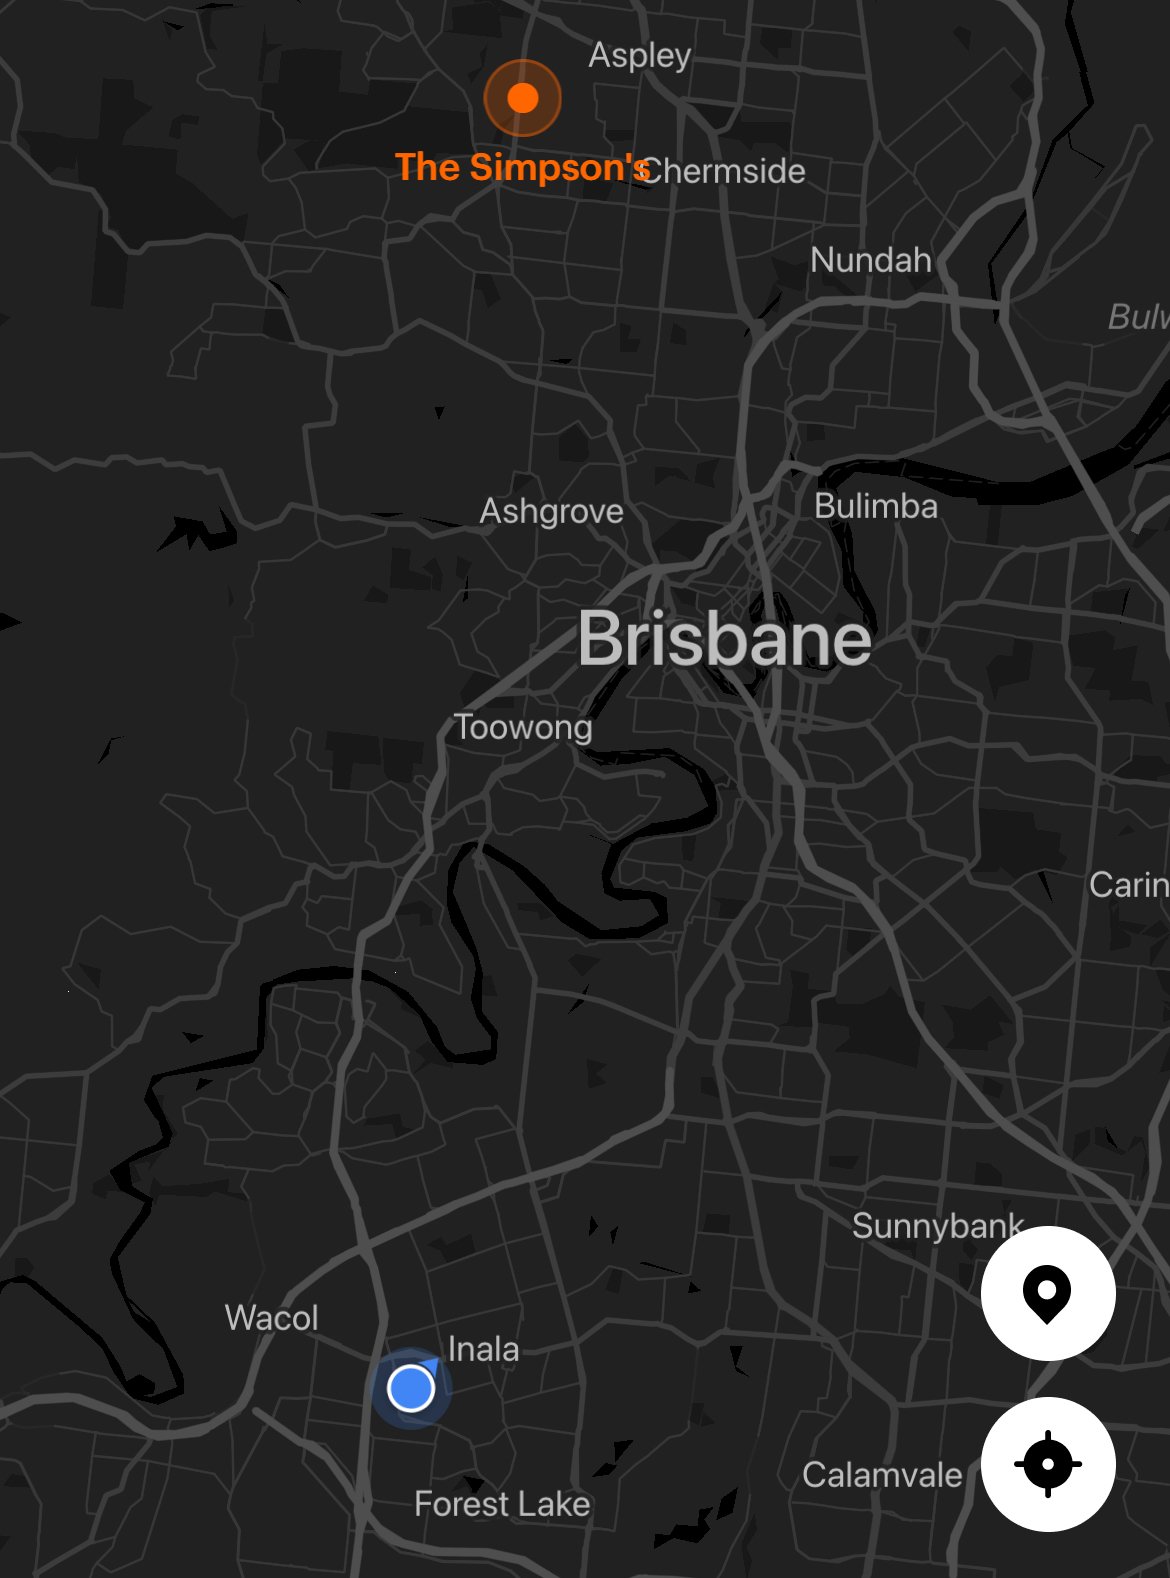 Aspley
The Simpson's
Chermside
Nundah
Bulw
Ashgrove
Bulimba
Brisbane
Toowong
Carin
Sunnybank
Wacol
Inala
Calamvale
Forest Lake